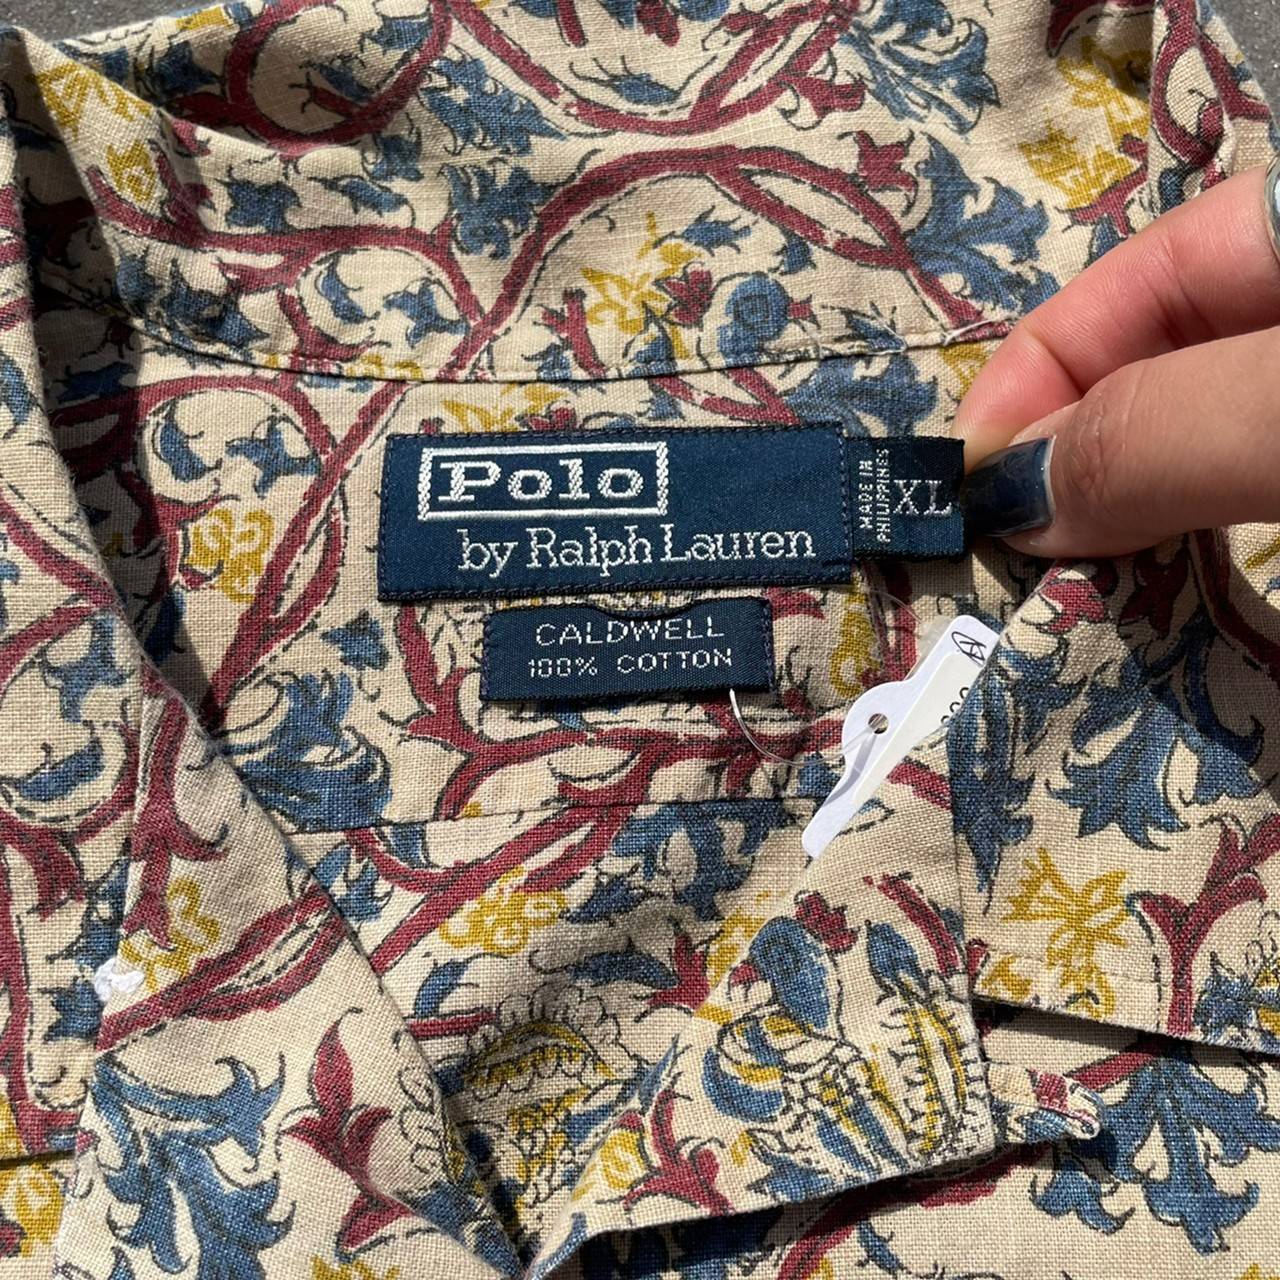 Polo
by Ralph Lauren
MADE IN
PHILIPPINES
XL
CALDWELL
100% COTTON